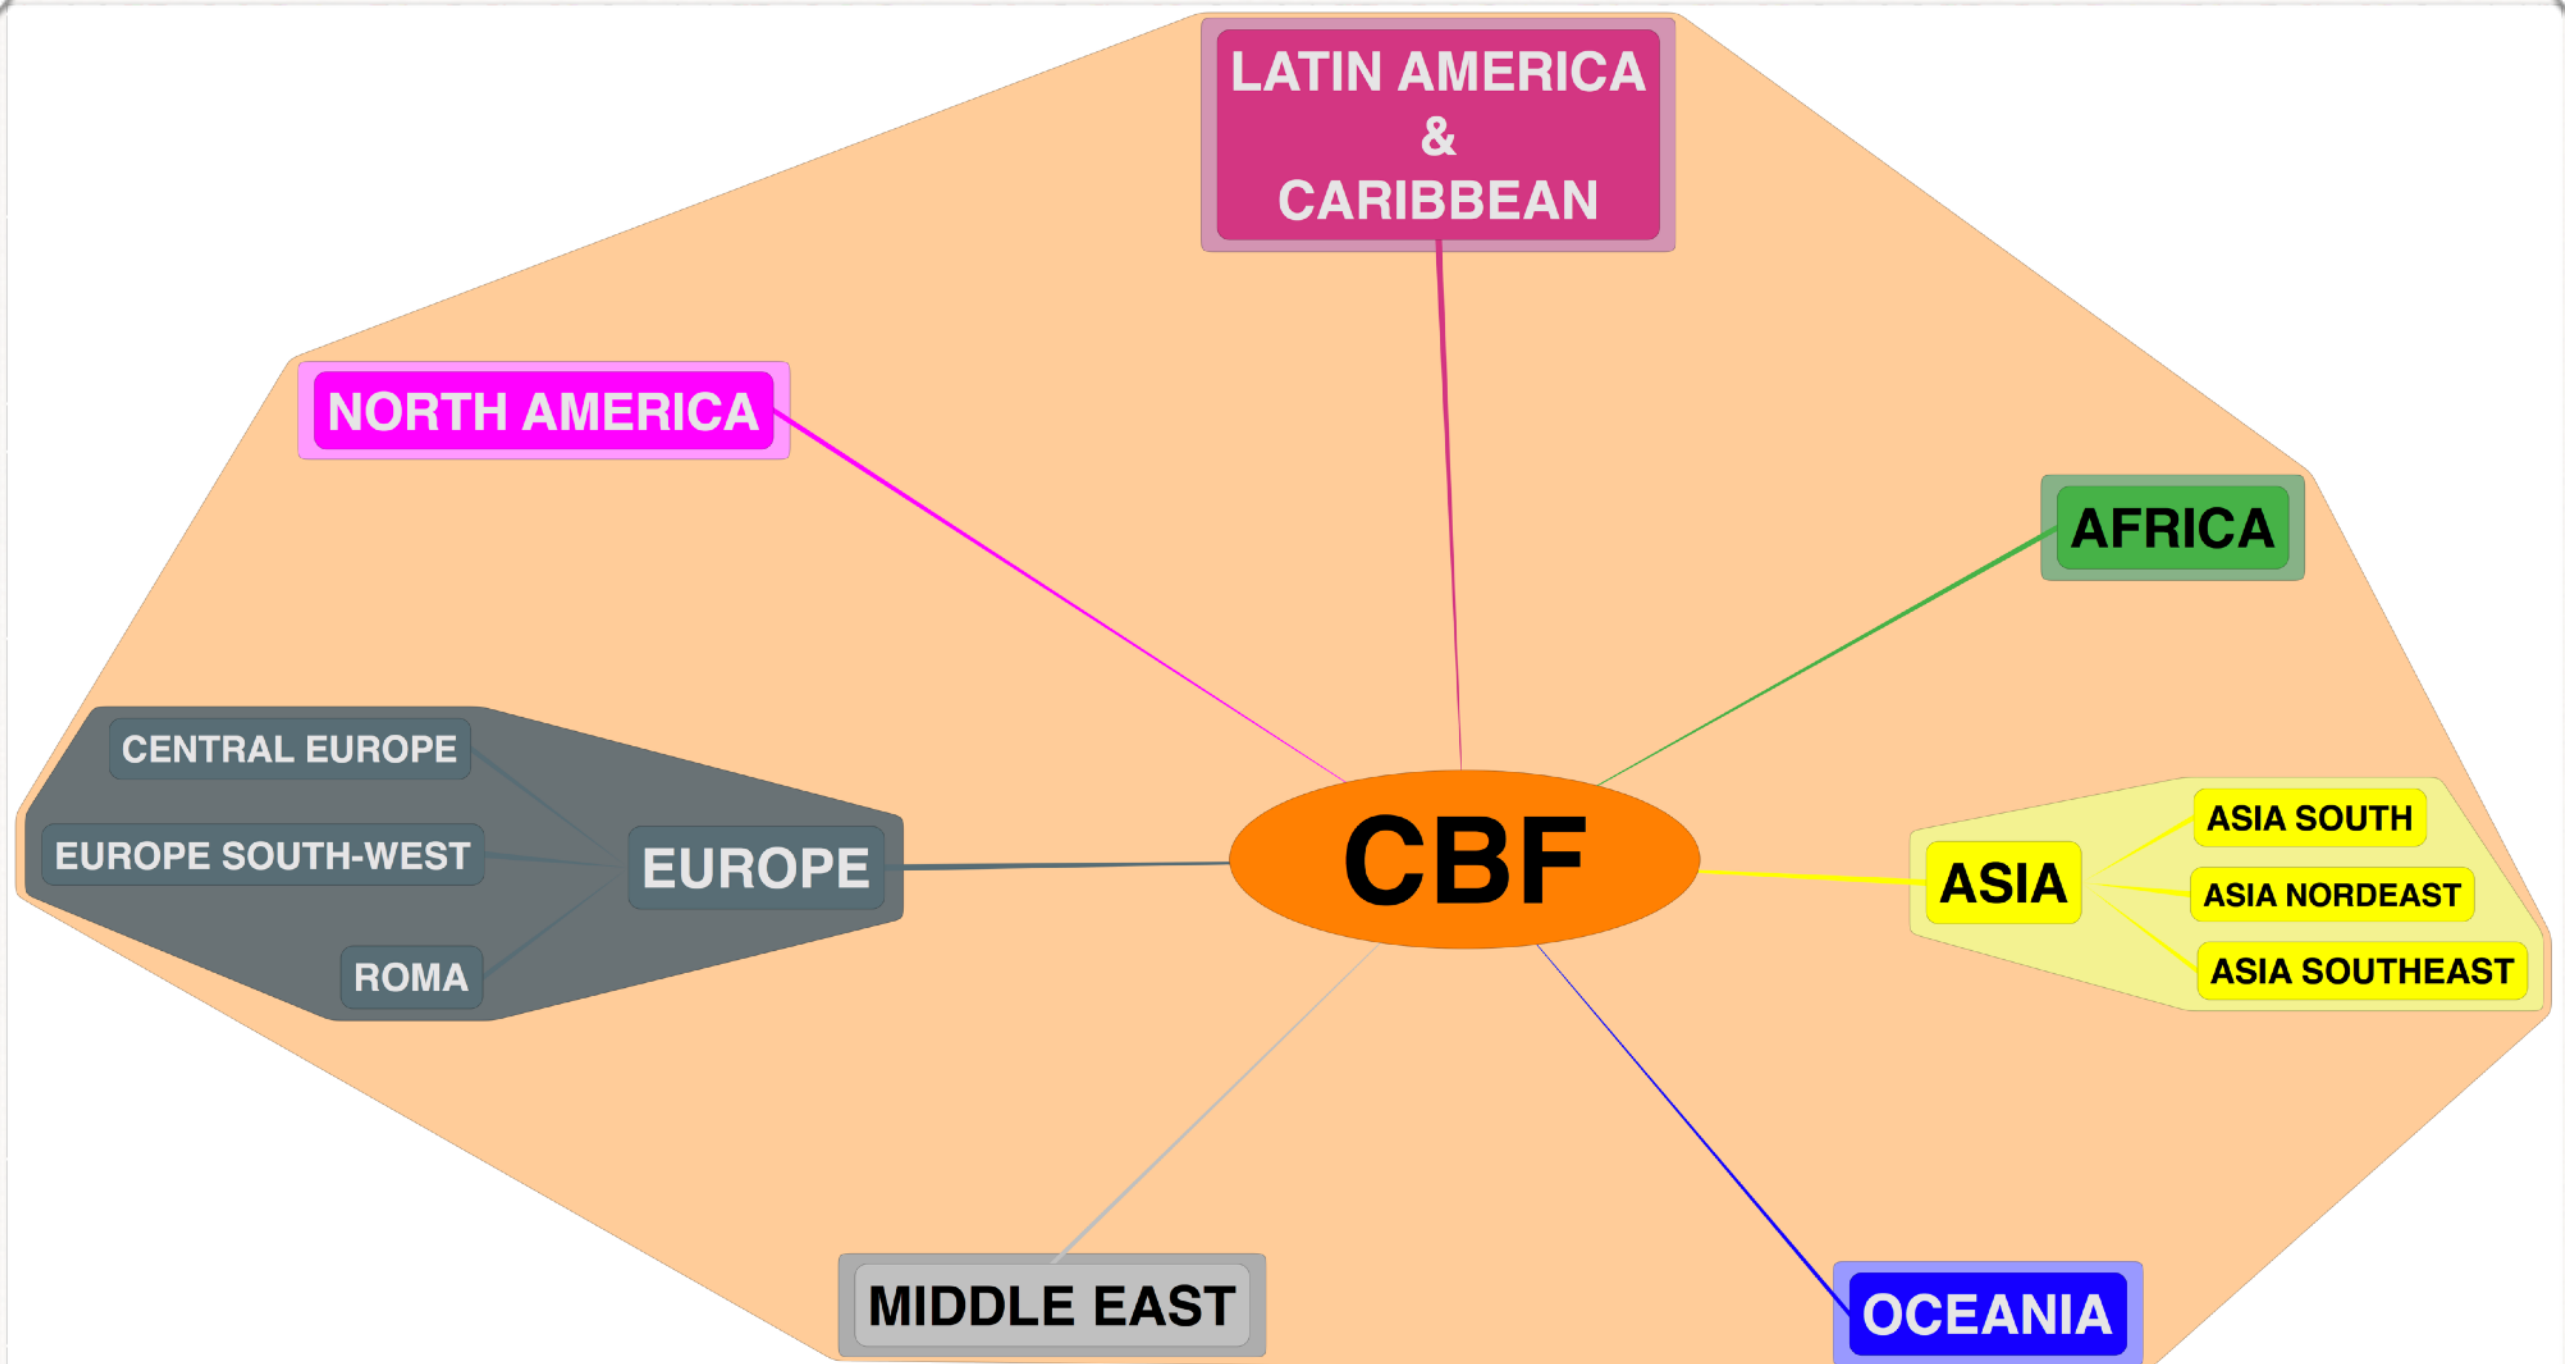 LATIN AMERICA
&
CARIBBEAN
NORTH AMERICA
AFRICA
CENTRAL EUROPE
EUROPE SOUTH-WEST
ROMA
EUROPE
CBF
ASIA
ASIA SOUTH
ASIA NORDEAST
ASIA SOUTHEAST
MIDDLE EAST
OCEANIA